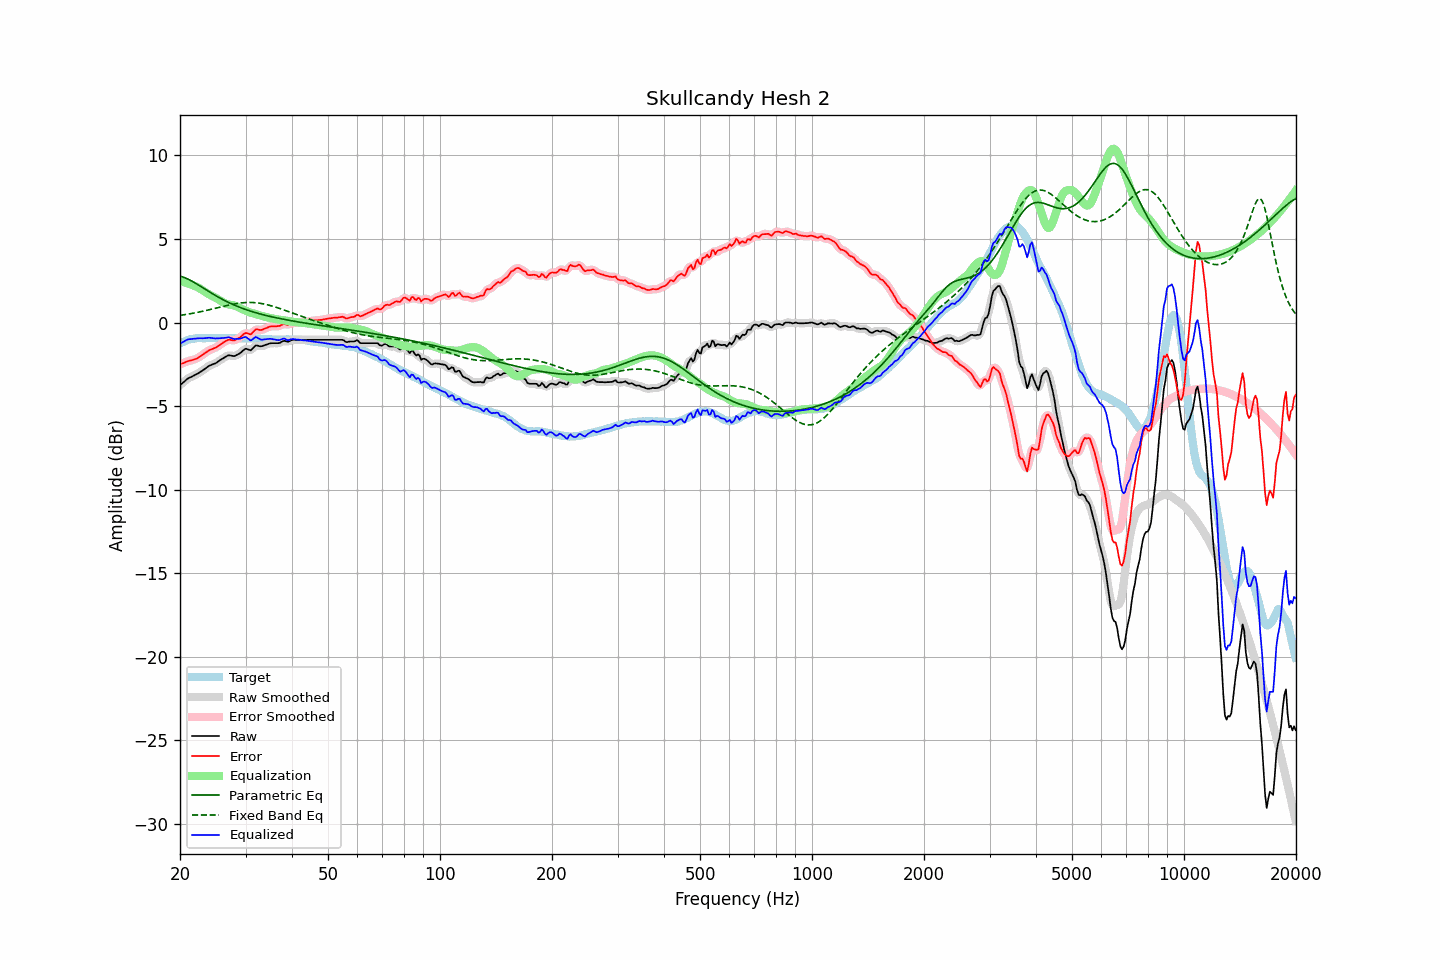 Skullcandy Hesh 2
Amplitude (dBr)
10
5
0
−5
−10
−15
−20
−25
−30
Target
Raw Smoothed
Error Smoothed
Raw
Error
Equalization
Parametric Eq
Fixed Band Eq
Equalized
20 50 100 200 500 1000 2000 5000 10000 20000
Frequency (Hz)